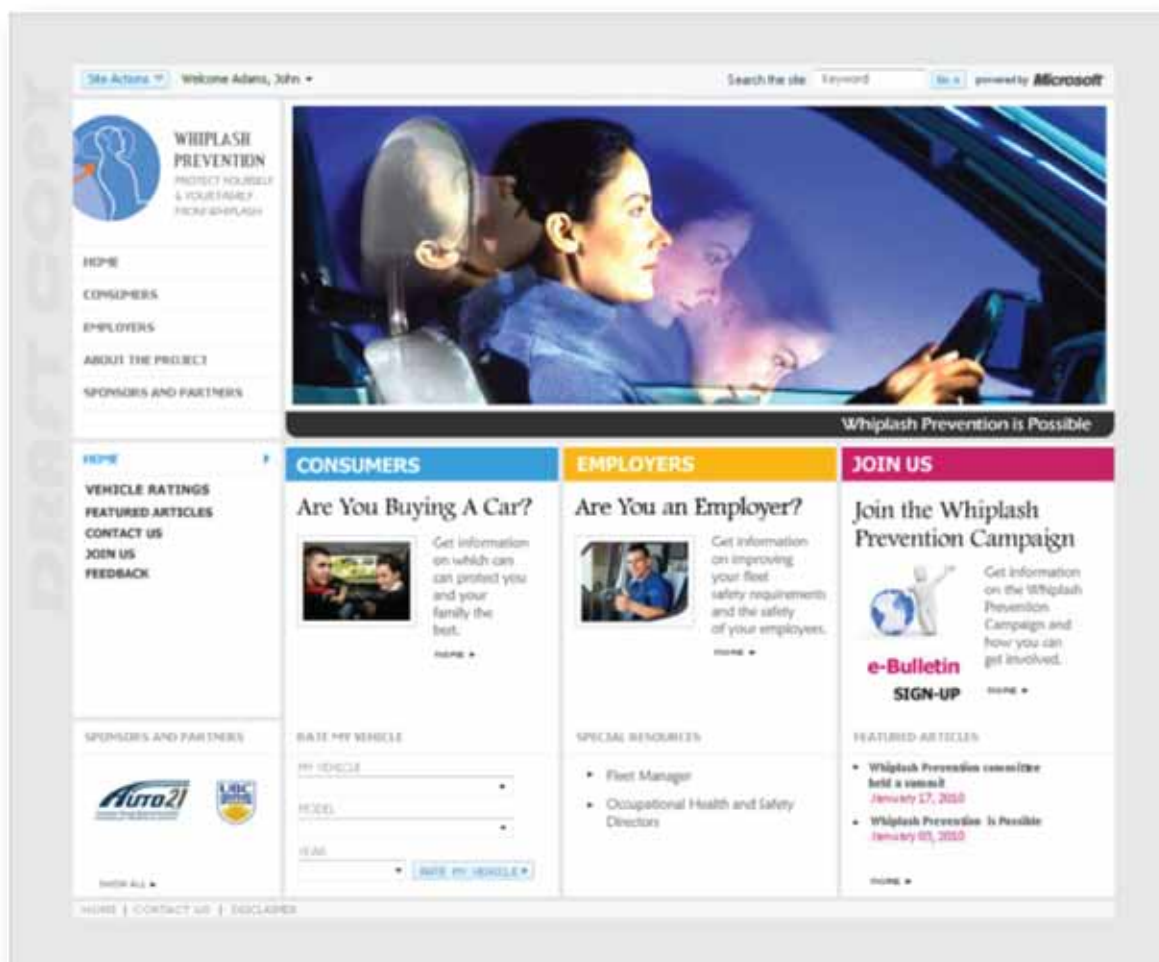 DRAFT COPY
Site Actions
Welcome Adams, John
Search the site
Keyword
Go
powered by Microsoft
WHIPLASH
PREVENTION
PROTECT YOURSELF
& YOUR FAMILY
FROM WHIPLASH
HOME
CONSUMERS
EMPLOYERS
ABOUT THE PROJECT
SPONSORS AND PARTNERS
Whiplash Prevention is Possible
HOME
VEHICLE RATINGS
FEATURED ARTICLES
CONTACT US
JOIN US
FEEDBACK
CONSUMERS
Are You Buying A Car?
Get information
on which cars
can protect you
and your
family the
best.
MORE
EMPLOYERS
Are You an Employer?
Get information
on improving
your fleet
safety requirements
and the safety
of your employees.
MORE
JOIN US
Join the Whiplash
Prevention Campaign
Get information
on the Whiplash
Prevention
Campaign and
how you can
get involved.
e-Bulletin
SIGN-UP
MORE
SPONSORS AND PARTNERS
AUTO21
UBC
SHOW ALL
RATE MY VEHICLE
MY VEHICLE
MODEL
YEAR
RATE MY VEHICLE
SPECIAL RESOURCES
Fleet Manager
Occupational Health and Safety
Directors
FEATURED ARTICLES
Whiplash Prevention committee
held a summit
January 17, 2010
Whiplash Prevention is Possible
January 03, 2010
MORE
HOME | CONTACT US | DISCLAIMER